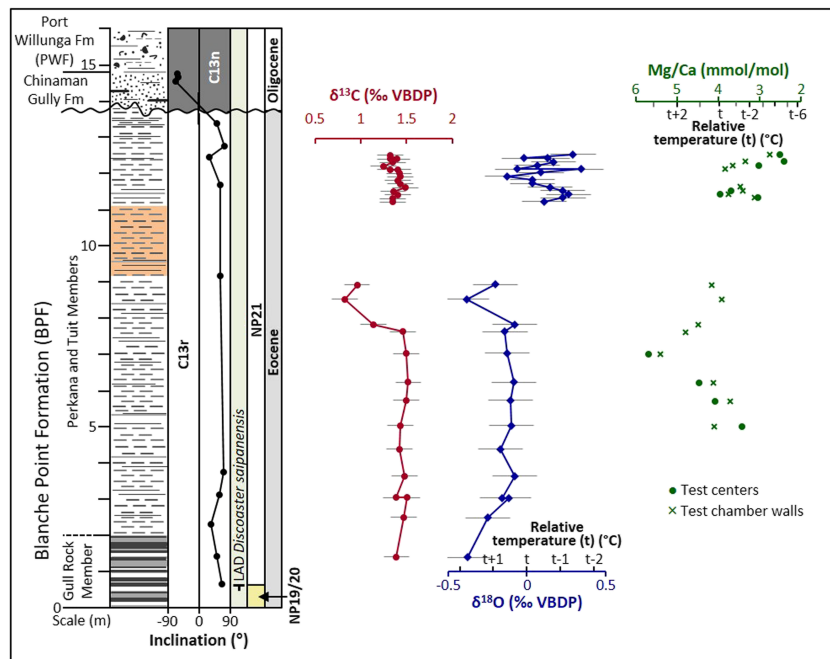 Port
Willunga Fm
(PWF)
15
Chinaman
Gully Fm
10
5
0
Blanche Point Formation (BPF)
Perkana and Tuit Members
Gull Rock
Member
Scale (m)
-90 0 90
Inclination (°)
C13n
C13r
LAD Discoaster saipanensis
NP21
NP19/20
Oligocene
Eocene
δ13C (‰ VBDP)
0.5 1 1.5 2
Relative
temperature (t) (°C)
t+1 t t-1 t-2
-0.5 0 0.5
δ18O (‰ VBDP)
Mg/Ca (mmol/mol)
6 5 4 3 2
t+2 t t-2 t-6
Relative
temperature (t) (°C)
Test centers
× Test chamber walls